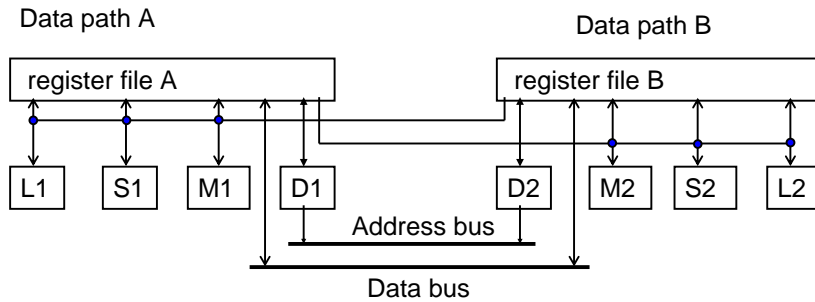 Data path A
Data path B
register file A
register file B
L1
S1
M1
D1
D2
M2
S2
L2
Address bus
Data bus